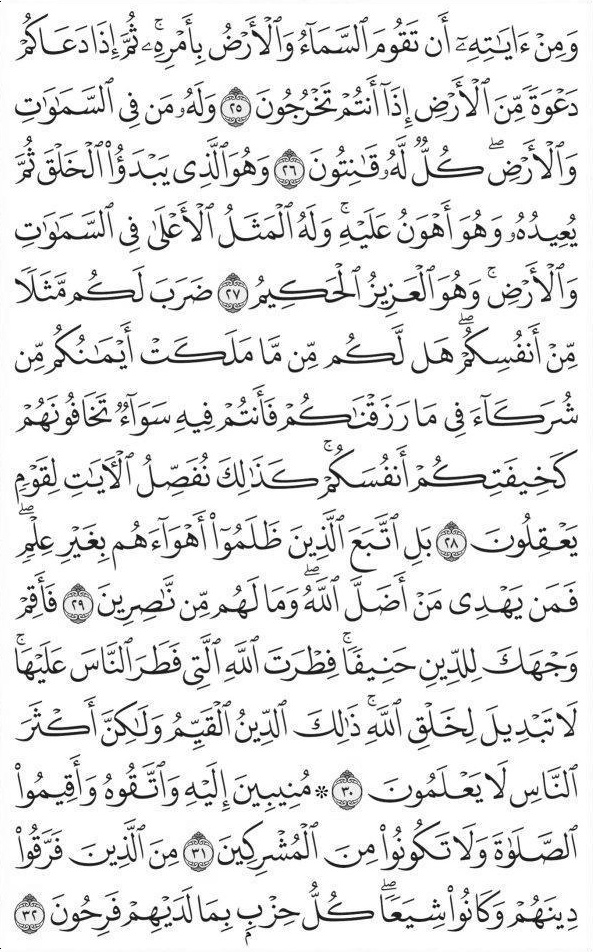 وَمِنْ ءَايَٰتِهِۦٓ أَن تَقُومَ ٱلسَّمَآءُ وَٱلْأَرْضُ بِأَمْرِهِۦۚ ثُمَّ إِذَا دَعَاكُمْ
دَعْوَةً مِّنَ ٱلْأَرْضِ إِذَآ أَنتُمْ تَخْرُجُونَ ٢٥ وَلَهُۥ مَن فِى ٱلسَّمَٰوَٰتِ
وَٱلْأَرْضِۖ كُلٌّ لَّهُۥ قَٰنِتُونَ ٢٦ وَهُوَ ٱلَّذِى يَبْدَؤُا۟ ٱلْخَلْقَ ثُمَّ
يُعِيدُهُۥ وَهُوَ أَهْوَنُ عَلَيْهِۚ وَلَهُ ٱلْمَثَلُ ٱلْأَعْلَىٰ فِى ٱلسَّمَٰوَٰتِ
وَٱلْأَرْضِۚ وَهُوَ ٱلْعَزِيزُ ٱلْحَكِيمُ ٢٧ ضَرَبَ لَكُم مَّثَلًا
مِّنْ أَنفُسِكُمْۖ هَل لَّكُم مِّن مَّا مَلَكَتْ أَيْمَٰنُكُم مِّن
شُرَكَآءَ فِى مَا رَزَقْنَٰكُمْ فَأَنتُمْ فِيهِ سَوَآءٌ تَخَافُونَهُمْ
كَخِيفَتِكُمْ أَنفُسَكُمْۚ كَذَٰلِكَ نُفَصِّلُ ٱلْءَايَٰتِ لِقَوْمٍ
يَعْقِلُونَ ٢٨ بَلِ ٱتَّبَعَ ٱلَّذِينَ ظَلَمُوٓا۟ أَهْوَآءَهُم بِغَيْرِ عِلْمٍۖ
فَمَن يَهْدِى مَنْ أَضَلَّ ٱللَّهُۖ وَمَا لَهُم مِّن نَّٰصِرِينَ ٢٩ فَأَقِمْ
وَجْهَكَ لِلدِّينِ حَنِيفًاۚ فِطْرَتَ ٱللَّهِ ٱلَّتِى فَطَرَ ٱلنَّاسَ عَلَيْهَاۚ
لَا تَبْدِيلَ لِخَلْقِ ٱللَّهِۚ ذَٰلِكَ ٱلدِّينُ ٱلْقَيِّمُ وَلَٰكِنَّ أَكْثَرَ
ٱلنَّاسِ لَا يَعْلَمُونَ ٣٠ * مُنِيبِينَ إِلَيْهِ وَٱتَّقُوهُ وَأَقِيمُوا۟
ٱلصَّلَوٰةَ وَلَا تَكُونُوا۟ مِنَ ٱلْمُشْرِكِينَ ٣١ مِنَ ٱلَّذِينَ فَرَّقُوا۟
دِينَهُمْ وَكَانُوا۟ شِيَعًاۖ كُلُّ حِزْبٍۭ بِمَا لَدَيْهِمْ فَرِحُونَ ٣٢